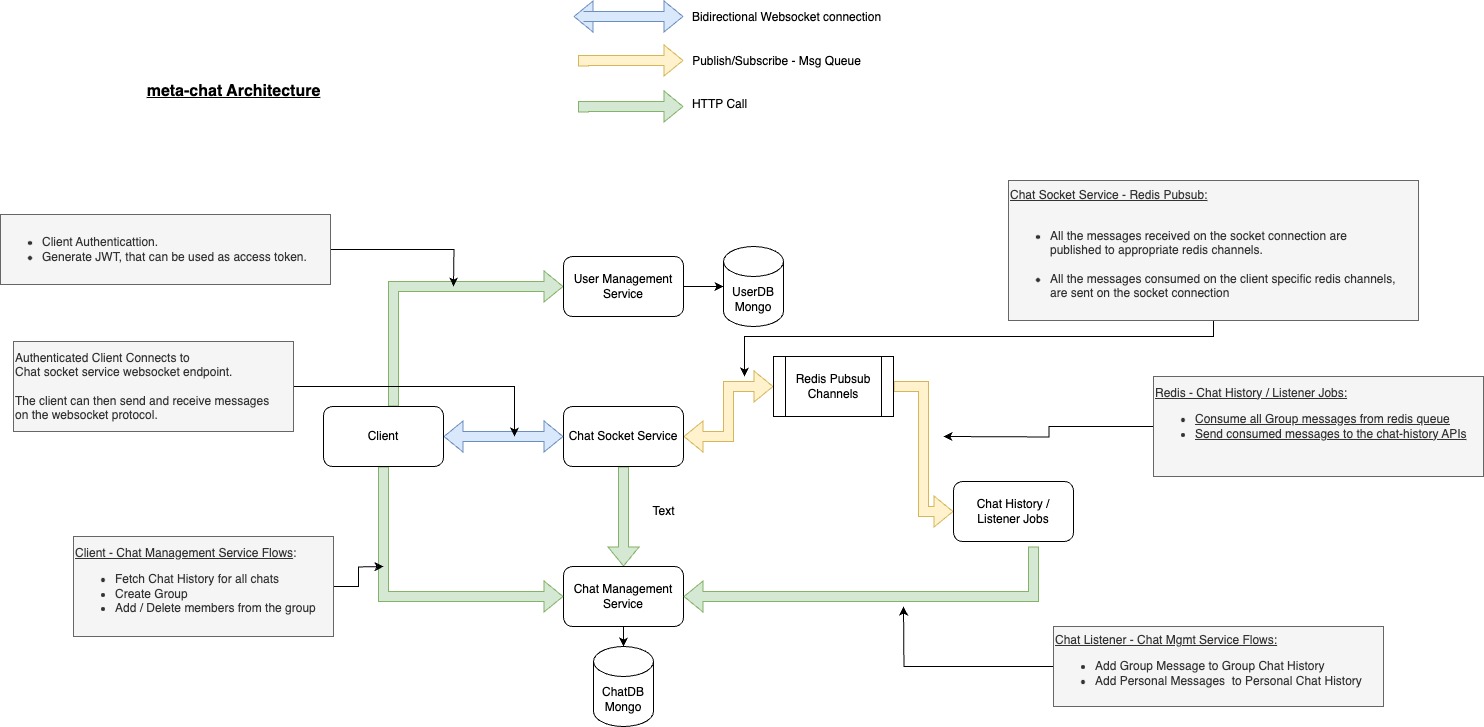 Bidirectional Websocket connection
Publish/Subscribe - Msg Queue
meta-chat Architecture
HTTP Call
Chat Socket Service - Redis Pubsub:
All the messages received on the socket connection are
published to appropriate redis channels.
All the messages consumed on the client specific redis channels,
are sent on the socket connection
Client Authenticattion.
Generate JWT, that can be used as access token.
User Management
Service
UserDB
Mongo
Authenticated Client Connects to
Chat socket service websocket endpoint.
The client can then send and receive messages
on the websocket protocol.
Redis Pubsub
Channels
Redis - Chat History / Listener Jobs:
Consume all Group messages from redis queue
Send consumed messages to the chat-history APIs
Client
Chat Socket Service
Text
Chat History /
Listener Jobs
Client - Chat Management Service Flows:
Fetch Chat History for all chats
Create Group
Add / Delete members from the group
Chat Management
Service
Chat Listener - Chat Mgmt Service Flows:
Add Group Message to Group Chat History
Add Personal Messages to Personal Chat History
ChatDB
Mongo